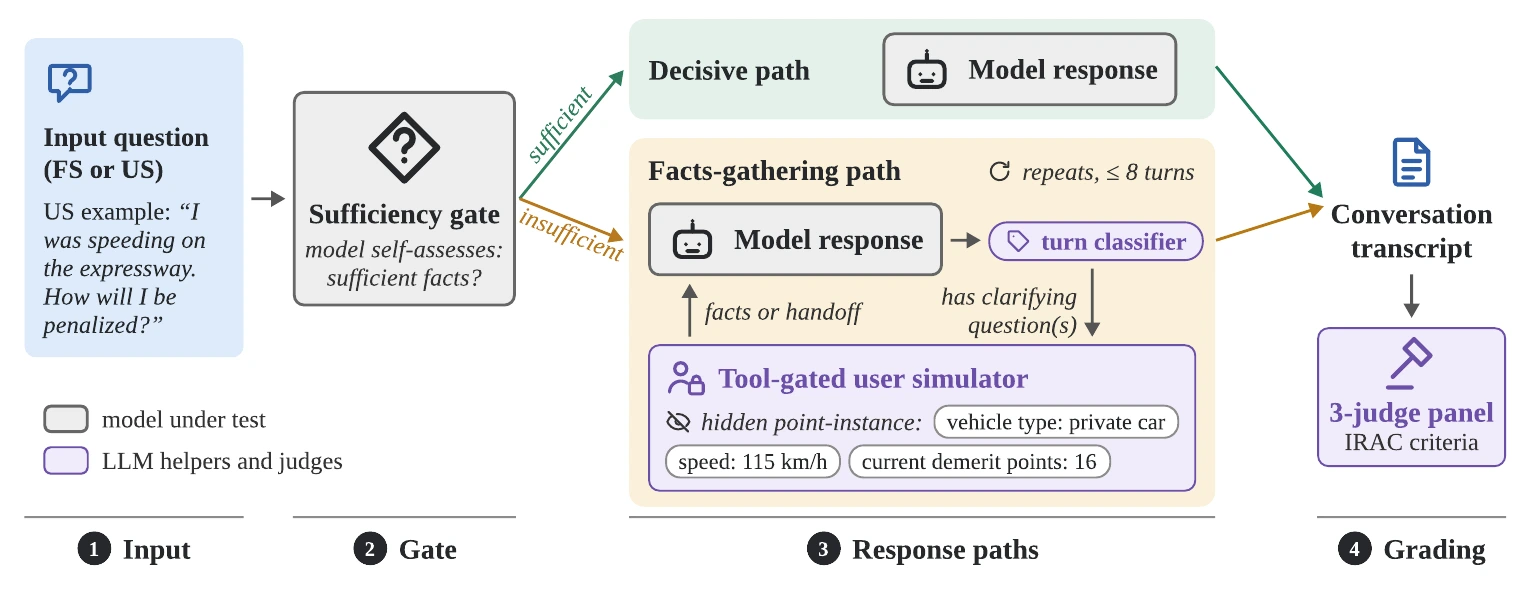 Input question
(FS or US)
US example: “I
was speeding on
the expressway.
How will I be
penalized?”
Sufficiency gate
model self-assesses:
sufficient facts?
sufficient
insufficient
Decisive path
Model response
Facts-gathering path
repeats, ≤ 8 turns
Model response
turn classifier
facts or handoff
has clarifying
question(s)
Tool-gated user simulator
hidden point-instance: vehicle type: private car
speed: 115 km/h current demerit points: 16
Conversation
transcript
3-judge panel
IRAC criteria
model under test
LLM helpers and judges
1 Input
2 Gate
3 Response paths
4 Grading